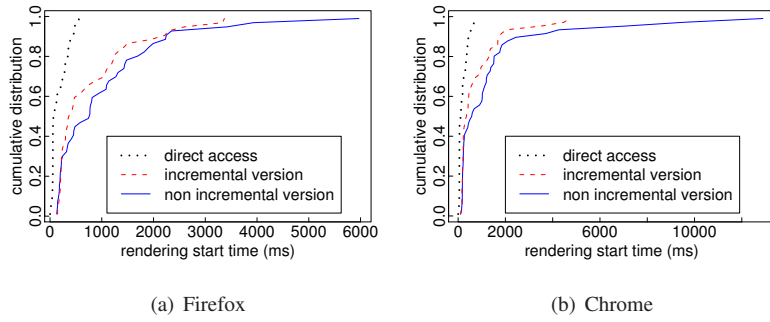 cumulative distribution
0.0 0.2 0.4 0.6 0.8 1.0
direct access
incremental version
non incremental version
0 1000 2000 3000 4000 5000 6000
rendering start time (ms)
(a) Firefox
cumulative distribution
0.0 0.2 0.4 0.6 0.8 1.0
direct access
incremental version
non incremental version
0 2000 6000 10000
rendering start time (ms)
(b) Chrome